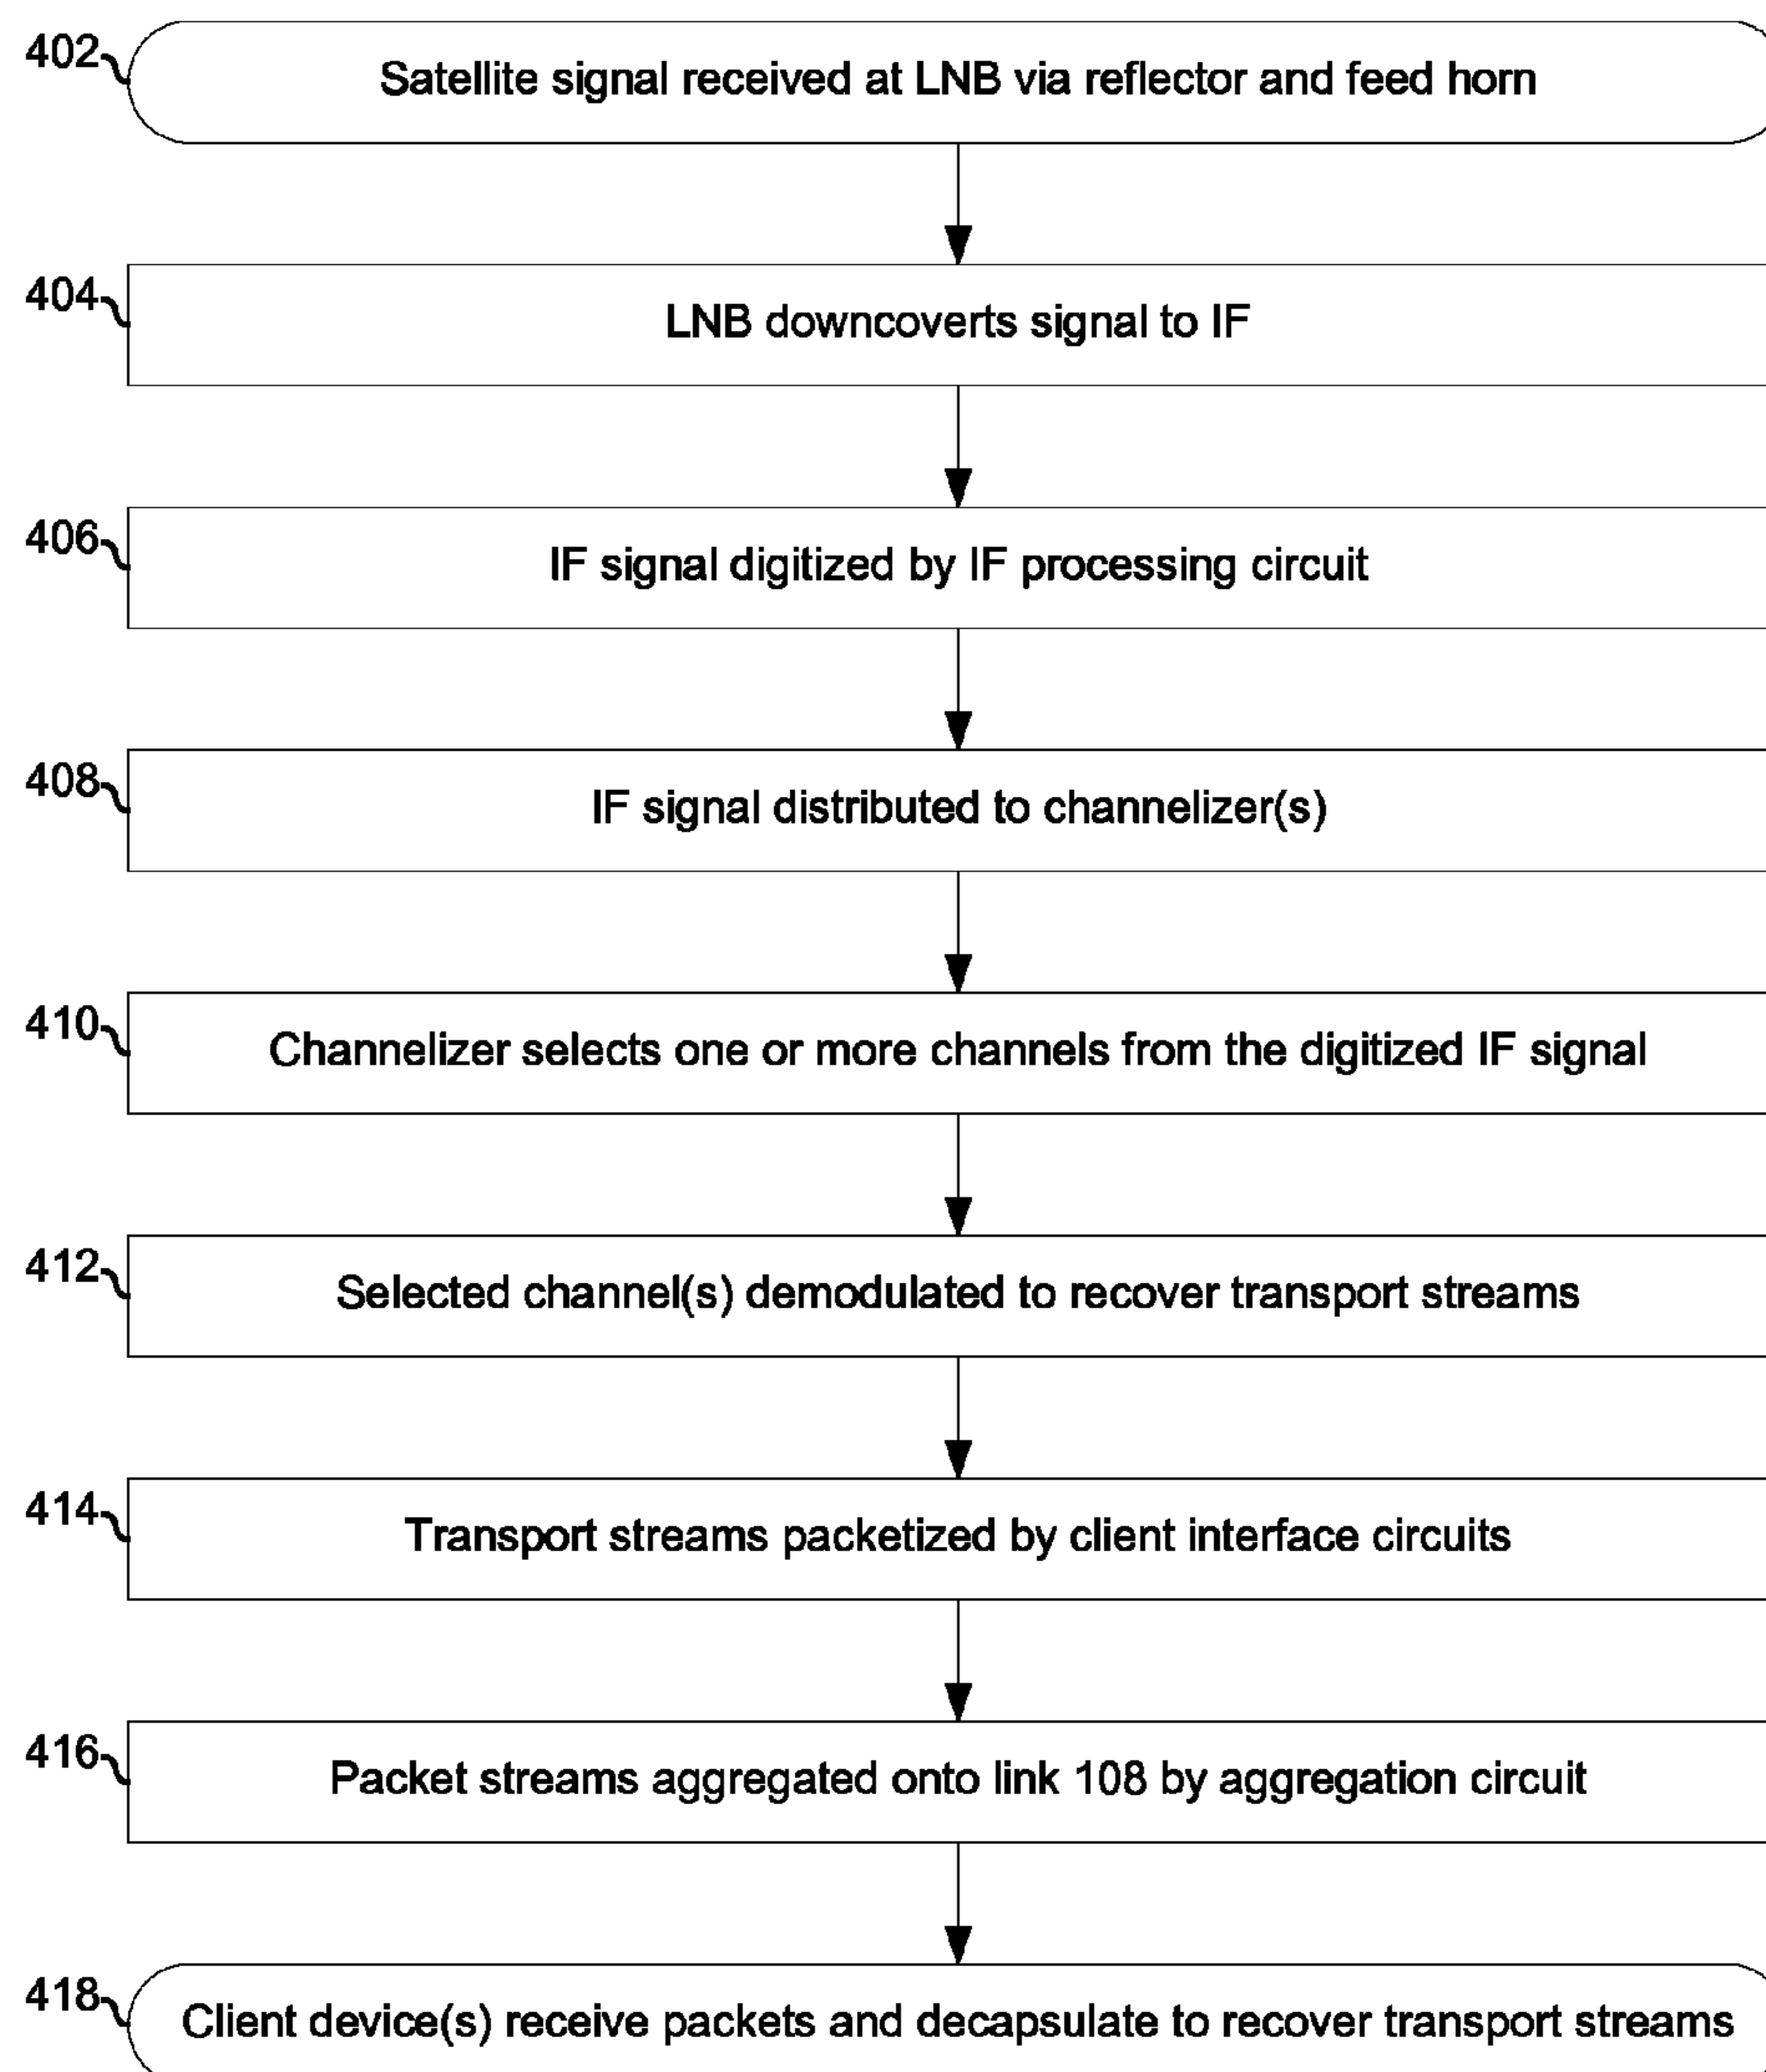 402 Satellite signal received at LNB via reflector and feed horn
404 LNB downcoverts signal to IF
406 IF signal digitized by IF processing circuit
408 IF signal distributed to channelizer(s)
410 Channelizer selects one or more channels from the digitized IF signal
412 Selected channel(s) demodulated to recover transport streams
414 Transport streams packetized by client interface circuits
416 Packet streams aggregated onto link 108 by aggregation circuit
418 Client device(s) receive packets and decapsulate to recover transport streams